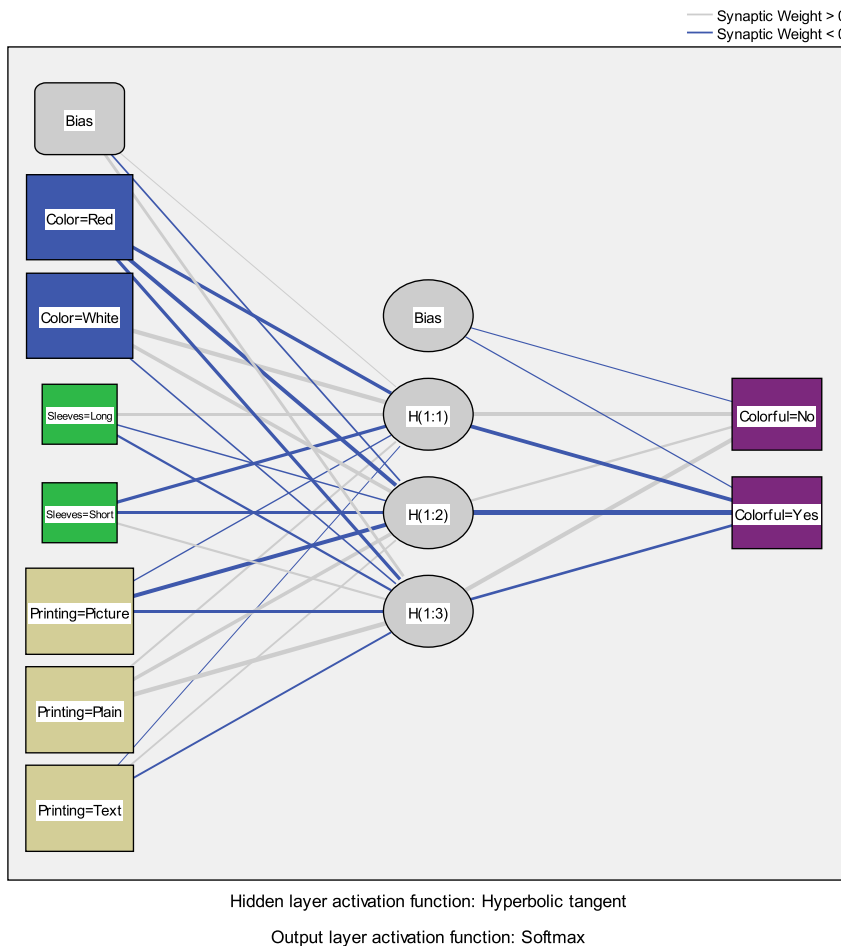 Synaptic Weight > 0
Synaptic Weight < 0
Bias
Color=Red
Color=White
Sleeves=Long
Sleeves=Short
Printing=Picture
Printing=Plain
Printing=Text
Bias
H(1:1)
H(1:2)
H(1:3)
Colorful=No
Colorful=Yes
Hidden layer activation function: Hyperbolic tangent
Output layer activation function: Softmax